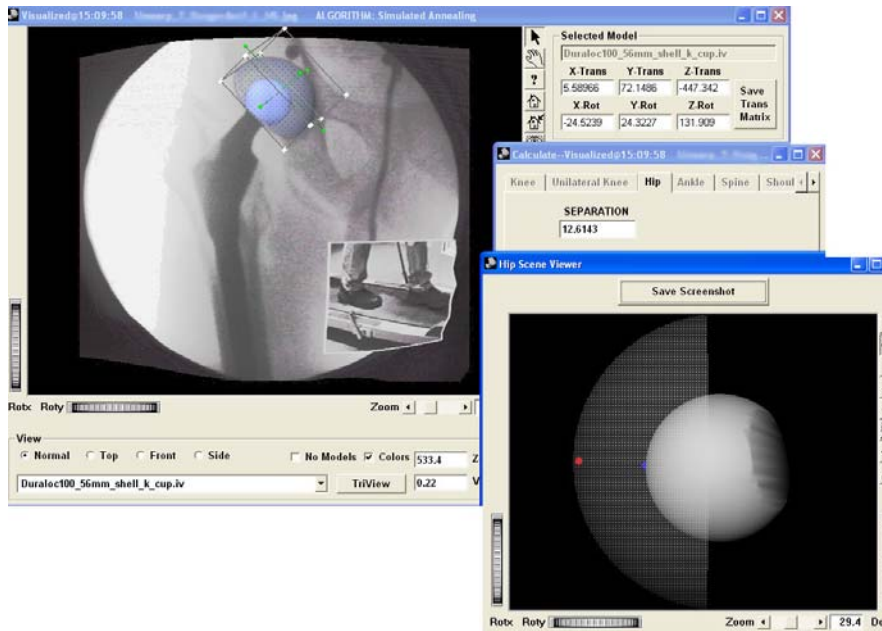 Visualized@15:09:58 ALGORITHM: Simulated Annealing
Selected Model
Duraloc100_56mm_shell_k_cup.iv
X-Trans Y-Trans Z-Trans
5.58966 72.1486 -447.342
Save Trans Matrix
X.Rot Y.Rot Z.Rot
-24.5239 24.3227 131.909
?
Calculate--Visualized@15:09:58
Knee Unilateral Knee Hip Ankle Spine Shoul
SEPARATION
12.6143
Hip Scene Viewer
Save Screenshot
Rotx Roty Zoom
View
Normal Top Front Side No Models Colors 533.4 Z
Duraloc100_56mm_shell_k_cup.iv TriView 0.22 V
Rotx Roty Zoom 29.4 De